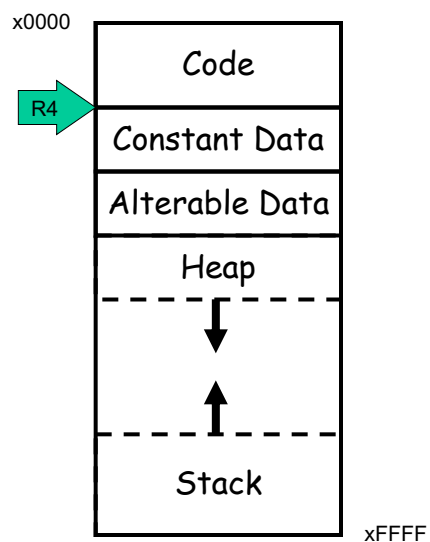 x0000
Code
R4
Constant Data
Alterable Data
Heap
Stack
xFFFF